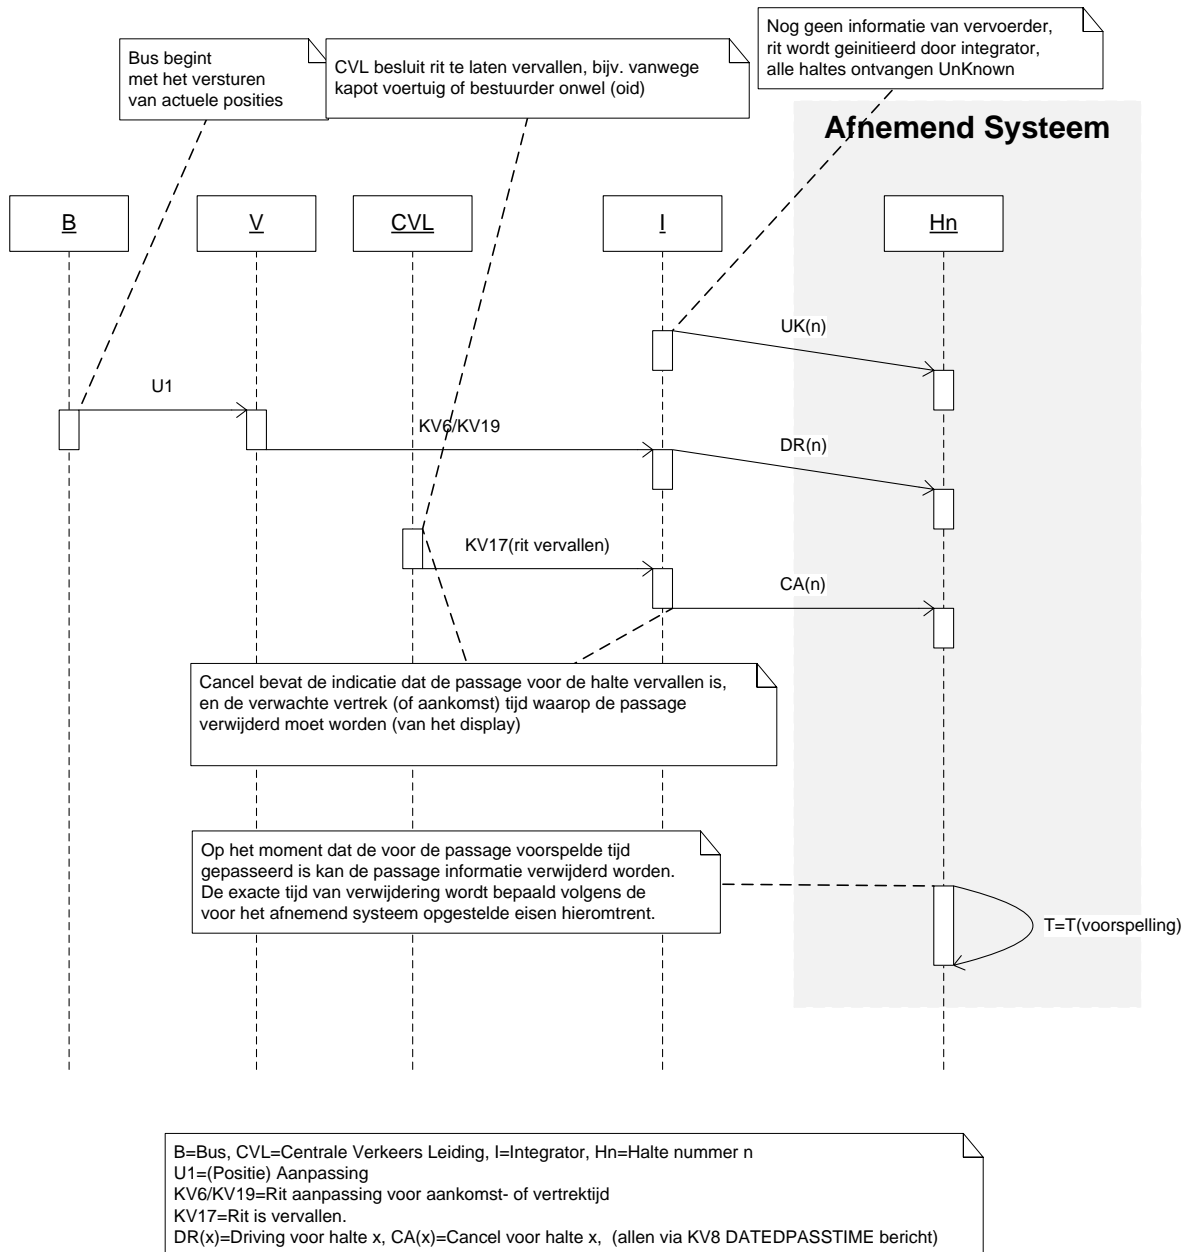 Nog geen informatie van vervoerder,
rit wordt geinitieerd door integrator,
alle haltes ontvangen UnKnown
Bus begint
met het versturen
van actuele posities
CVL besluit rit te laten vervallen, bijv. vanwege
kapot voertuig of bestuurder onwel (oid)
Afnemend Systeem
B
V
CVL
I
Hn
UK(n)
U1
KV6/KV19
DR(n)
KV17(rit vervallen)
CA(n)
Cancel bevat de indicatie dat de passage voor de halte vervallen is,
en de verwachte vertrek (of aankomst) tijd waarop de passage
verwijderd moet worden (van het display)
Op het moment dat de voor de passage voorspelde tijd
gepasseerd is kan de passage informatie verwijderd worden.
De exacte tijd van verwijdering wordt bepaald volgens de
voor het afnemend systeem opgestelde eisen hieromtrent.
T=T(voorspelling)
B=Bus, CVL=Centrale Verkeers Leiding, I=Integrator, Hn=Halte nummer n
U1=(Positie) Aanpassing
KV6/KV19=Rit aanpassing voor aankomst- of vertrektijd
KV17=Rit is vervallen.
DR(x)=Driving voor halte x, CA(x)=Cancel voor halte x,  (allen via KV8 DATEDPASSTIME bericht)